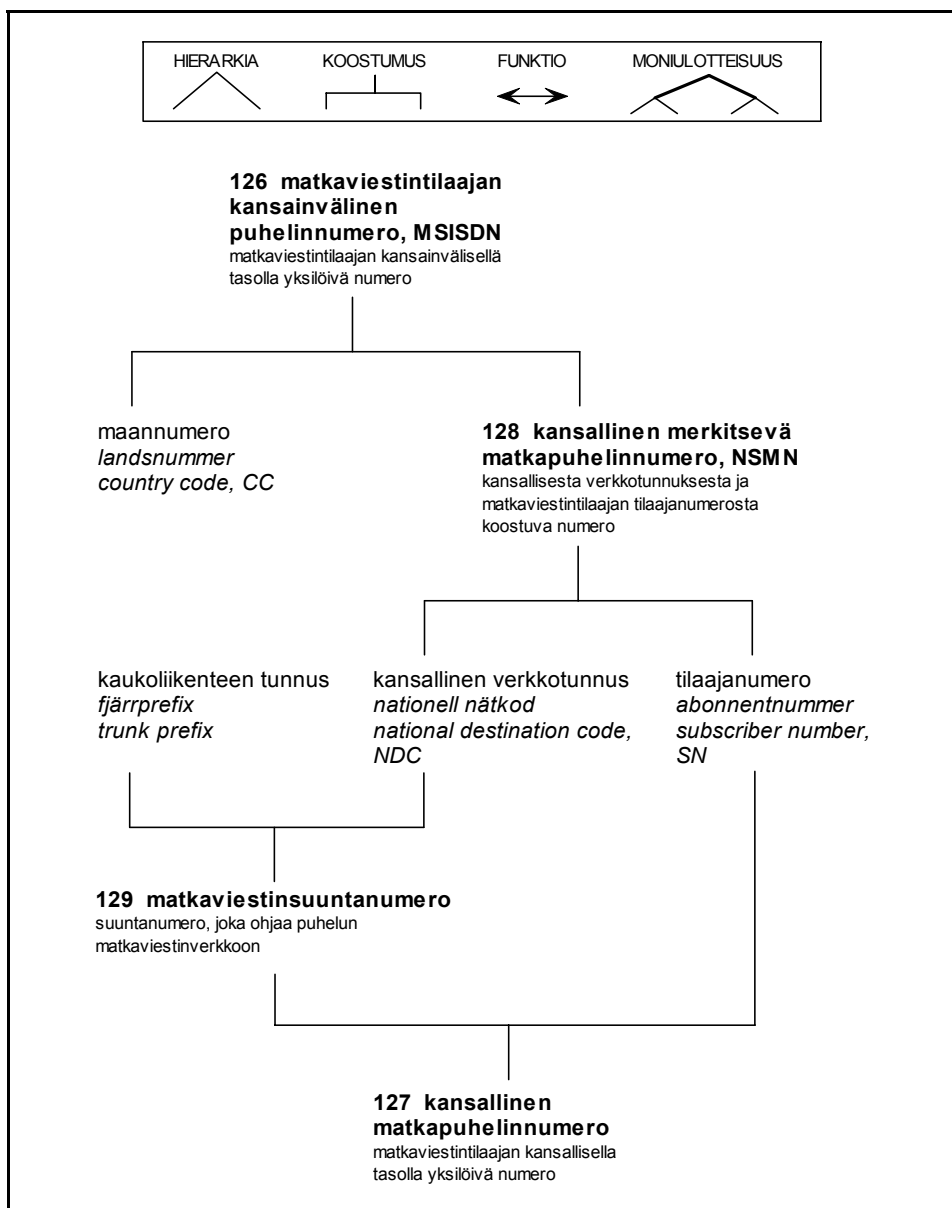 HIERARKIA KOOSTUMUS FUNKTIO MONIULOTTEISUUS
126 matkaviestintilaajan
kansainvälinen
puhelinnumero, MSISDN
matkaviestintilaajan kansainvälisellä
tasolla yksilöivä numero
maannumero
landsnummer
country code, CC
128 kansallinen merkitsevä
matkapuhelinnumero, NSMN
kansallisesta verkkotunnuksesta ja
matkaviestintilaajan tilaajanumerosta
koostuva numero
kaukoliikenteen tunnus
fjärrprefix
trunk prefix
kansallinen verkkotunnus
nationell nätkod
national destination code,
NDC
tilaajanumero
abonnentnummer
subscriber number,
SN
129 matkaviestinsuuntanumero
suuntanumero, joka ohjaa puhelun
matkaviestinverkkoon
127 kansallinen
matkapuhelinnumero
matkaviestintilaajan kansallisella
tasolla yksilöivä numero